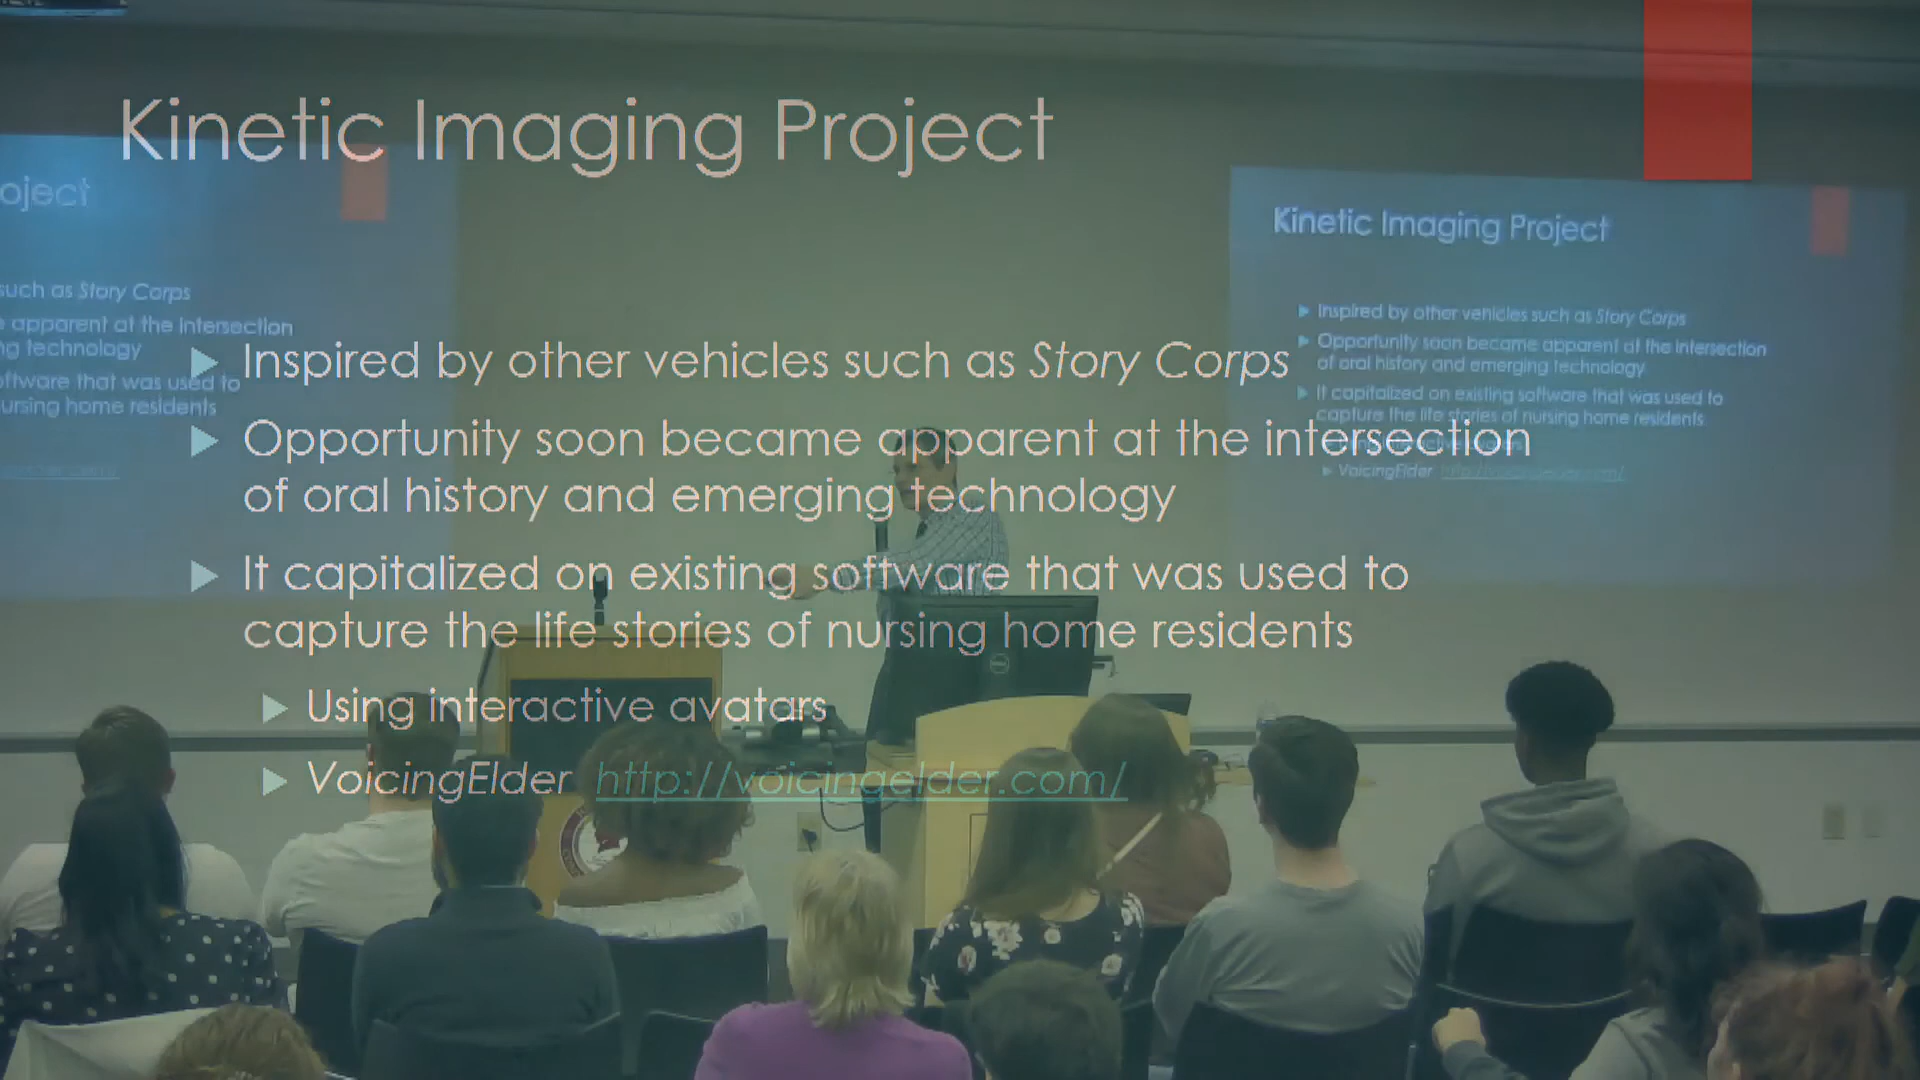 Kinetic Imaging Project
Inspired by other vehicles such as Story Corps
Opportunity soon became apparent at the intersection
of oral history and emerging technology
It capitalized on existing software that was used to
capture the life stories of nursing home residents
Using interactive avatars
VoicingElder http://voicingelder.com/
oject
such as Story Corps
apparent at the intersection
ng technology
oftware that was used to
ursing home residents
Kinetic Imaging Project
Inspired by other vehicles such as Story Corps
Opportunity soon became apparent at the intersection
of oral history and emerging technology
It capitalized on existing software that was used to
capture the life stories of nursing home residents
VoicingElder http://voicingelder.com/